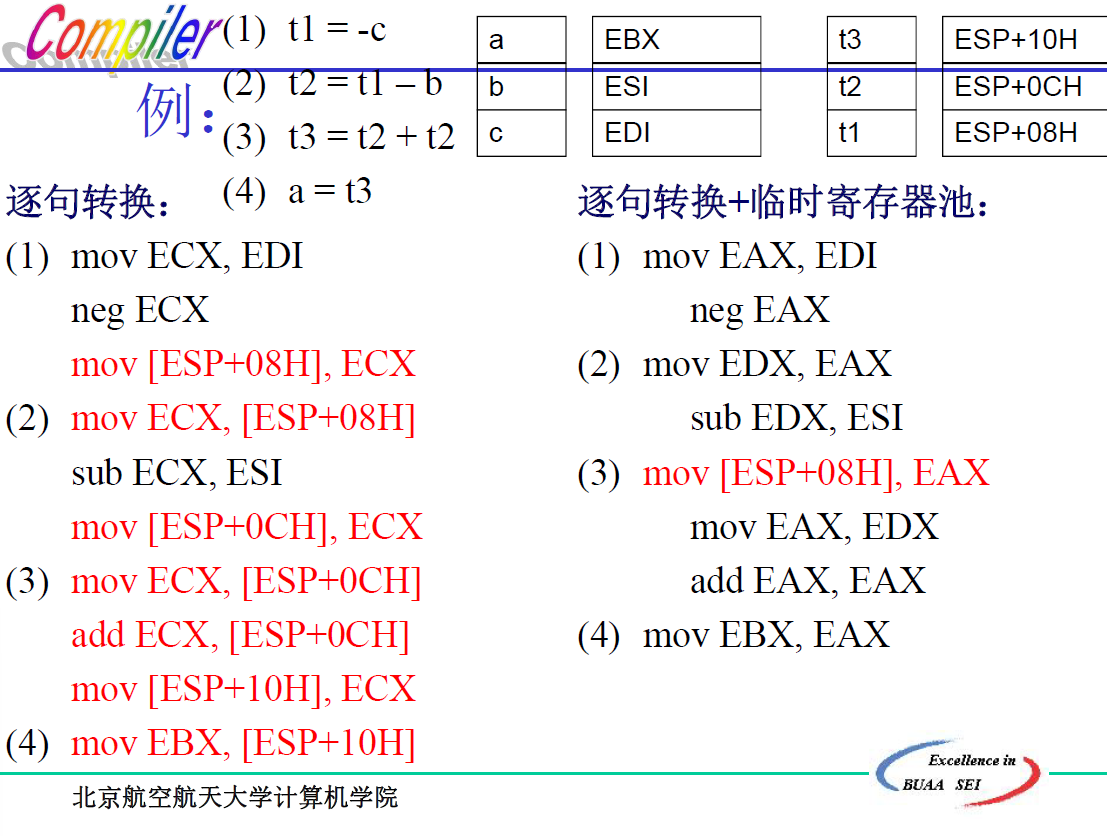 Compiler
例：
(1) t1 = -c
(2) t2 = t1 – b
(3) t3 = t2 + t2
(4) a = t3
a EBX t3 ESP+10H
b ESI t2 ESP+0CH
c EDI t1 ESP+08H
逐句转换：
(1) mov ECX, EDI
neg ECX
mov [ESP+08H], ECX
(2) mov ECX, [ESP+08H]
sub ECX, ESI
mov [ESP+0CH], ECX
(3) mov ECX, [ESP+0CH]
add ECX, [ESP+0CH]
mov [ESP+10H], ECX
(4) mov EBX, [ESP+10H]
逐句转换+临时寄存器池：
(1) mov EAX, EDI
neg EAX
(2) mov EDX, EAX
sub EDX, ESI
(3) mov [ESP+08H], EAX
mov EAX, EDX
add EAX, EAX
(4) mov EBX, EAX
北京航空航天大学计算机学院
Excellence in
BUAA SEI